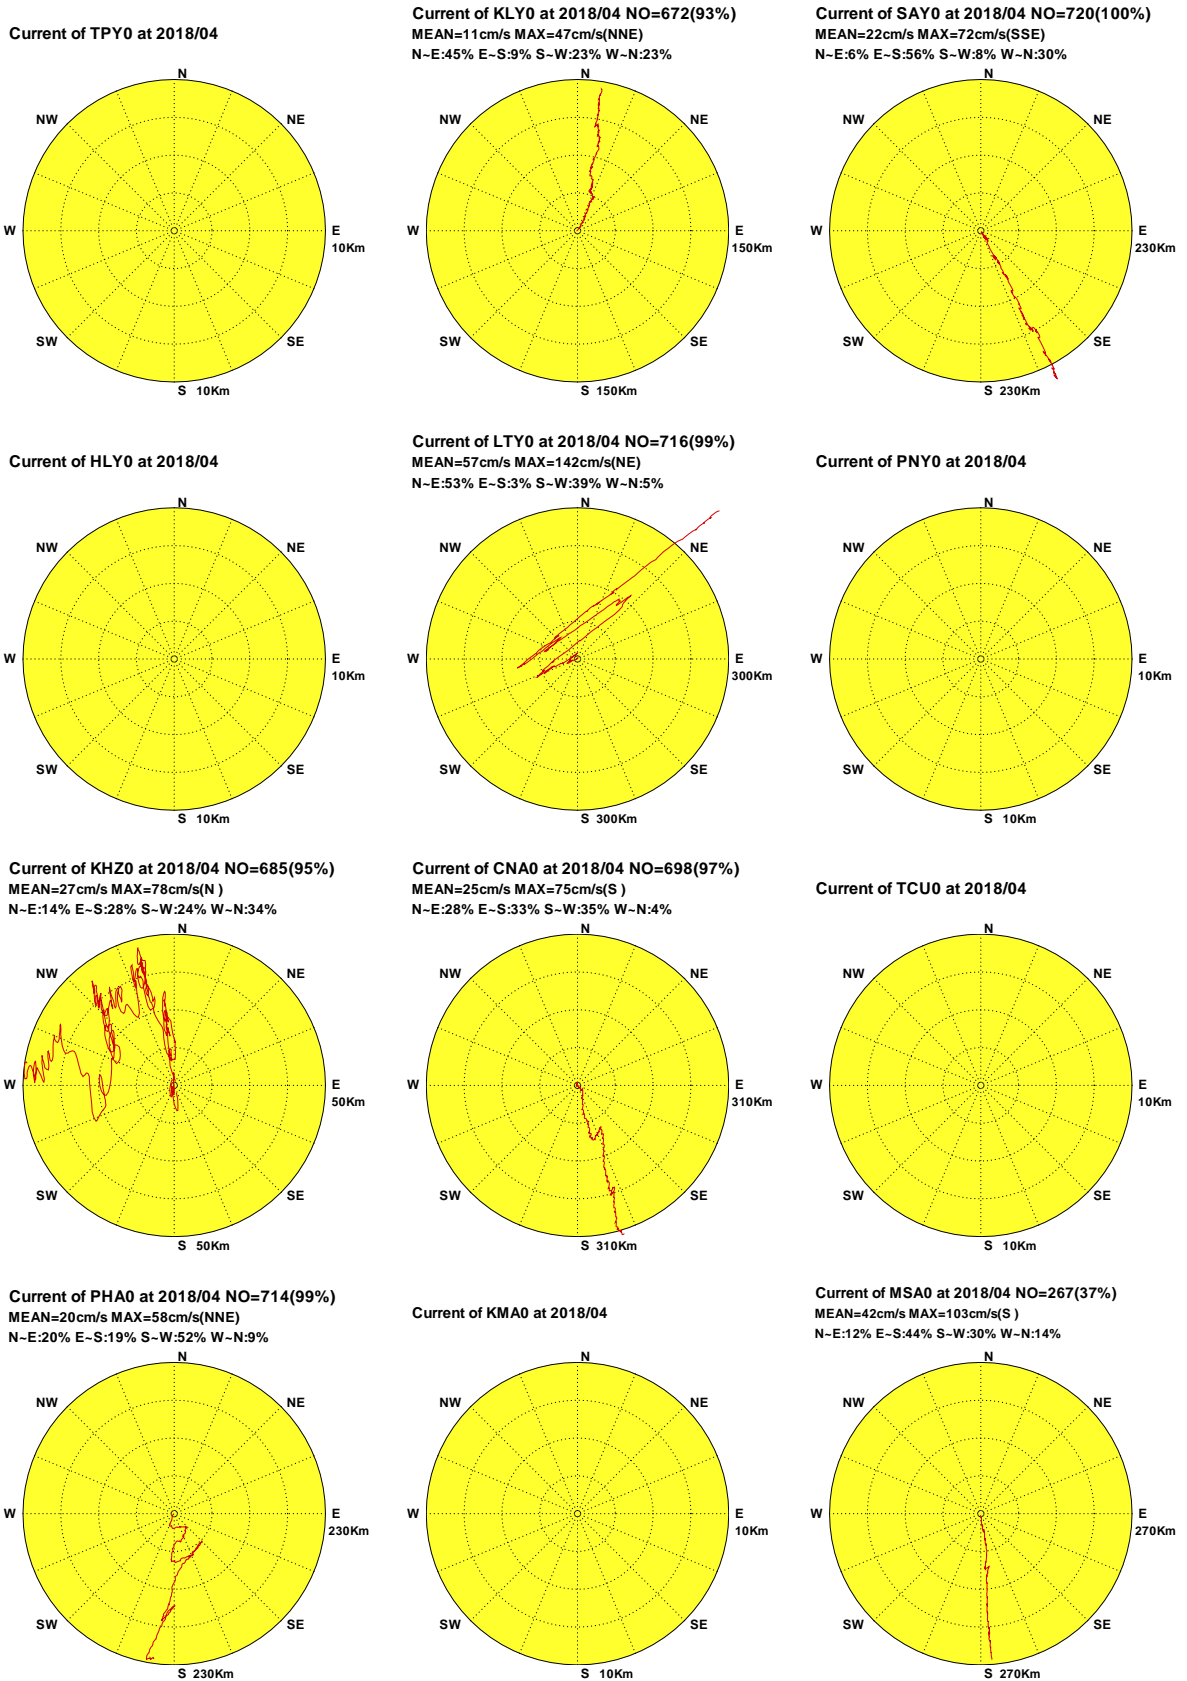 Current of TPY0 at 2018/04
N
NW
NE
W
E
10Km
SW
SE
S 10Km
Current of KLY0 at 2018/04 NO=672(93%)
MEAN=11cm/s MAX=47cm/s(NNE)
N~E:45% E~S:9% S~W:23% W~N:23%
N
NW
NE
W
E
150Km
SW
SE
S 150Km
Current of SAY0 at 2018/04 NO=720(100%)
MEAN=22cm/s MAX=72cm/s(SSE)
N~E:6% E~S:56% S~W:8% W~N:30%
N
NW
NE
W
E
230Km
SW
SE
S 230Km
Current of HLY0 at 2018/04
N
NW
NE
W
E
10Km
SW
SE
S 10Km
Current of LTY0 at 2018/04 NO=716(99%)
MEAN=57cm/s MAX=142cm/s(NE)
N~E:53% E~S:3% S~W:39% W~N:5%
N
NW
NE
W
E
300Km
SW
SE
S 300Km
Current of PNY0 at 2018/04
N
NW
NE
W
E
10Km
SW
SE
S 10Km
Current of KHZ0 at 2018/04 NO=685(95%)
MEAN=27cm/s MAX=78cm/s(N )
N~E:14% E~S:28% S~W:24% W~N:34%
N
NW
NE
W
E
50Km
SW
SE
S 50Km
Current of CNA0 at 2018/04 NO=698(97%)
MEAN=25cm/s MAX=75cm/s(S )
N~E:28% E~S:33% S~W:35% W~N:4%
N
NW
NE
W
E
310Km
SW
SE
S 310Km
Current of TCU0 at 2018/04
N
NW
NE
W
E
10Km
SW
SE
S 10Km
Current of PHA0 at 2018/04 NO=714(99%)
MEAN=20cm/s MAX=58cm/s(NNE)
N~E:20% E~S:19% S~W:52% W~N:9%
N
NW
NE
W
E
230Km
SW
SE
S 230Km
Current of KMA0 at 2018/04
N
NW
NE
W
E
10Km
SW
SE
S 10Km
Current of MSA0 at 2018/04 NO=267(37%)
MEAN=42cm/s MAX=103cm/s(S )
N~E:12% E~S:44% S~W:30% W~N:14%
N
NW
NE
W
E
270Km
SW
SE
S 270Km